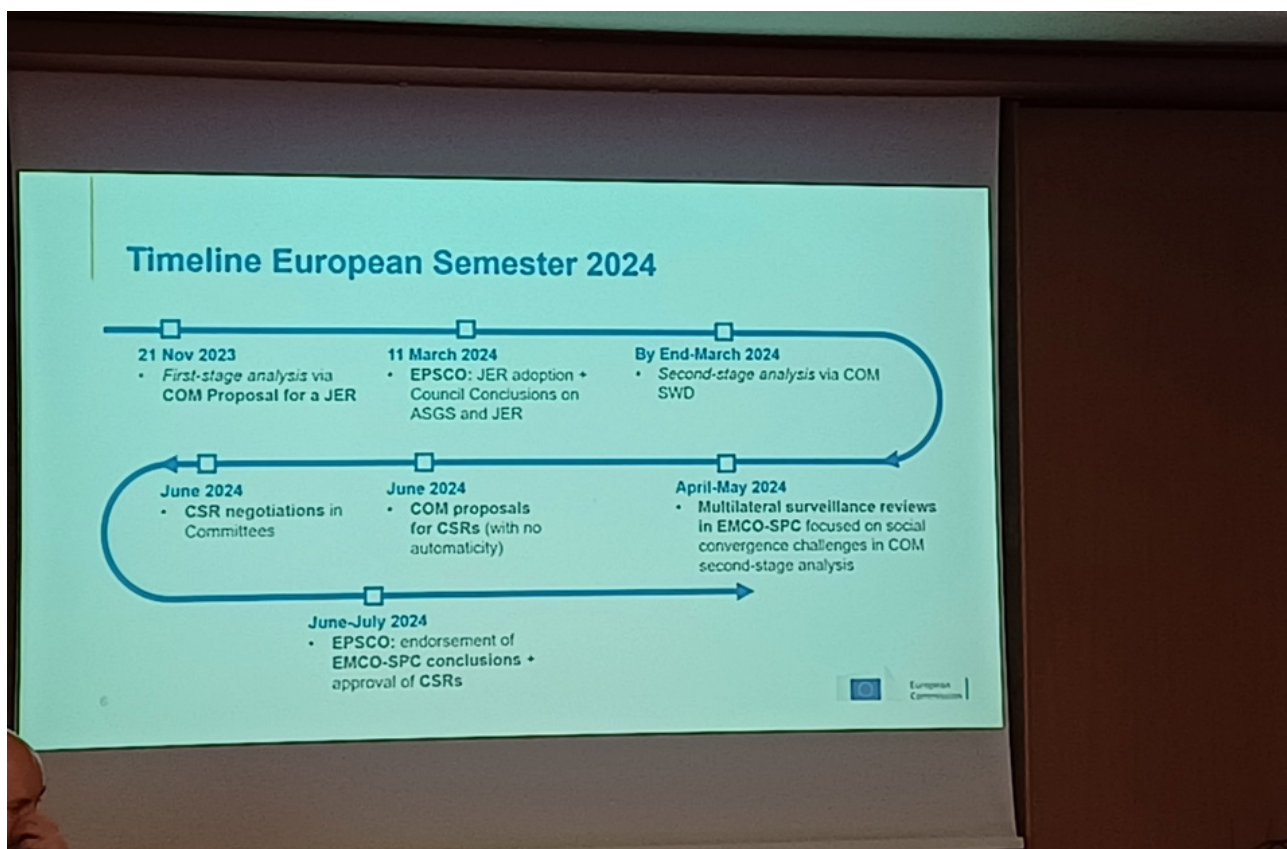 Timeline European Semester 2024
21 Nov 2023
• First-stage analysis via
COM Proposal for a JER
11 March 2024
• EPSCO: JER adoption +
Council Conclusions on
ASGS and JER
By End-March 2024
• Second-stage analysis via COM
SWD
April-May 2024
• Multilateral surveillance reviews
in EMCO-SPC focused on social
convergence challenges in COM
second-stage analysis
June 2024
• COM proposals
for CSRs (with no
automaticity)
June 2024
• CSR negotiations in
Committees
June-July 2024
• EPSCO: endorsement of
EMCO-SPC conclusions +
approval of CSRs
6
European
Commission